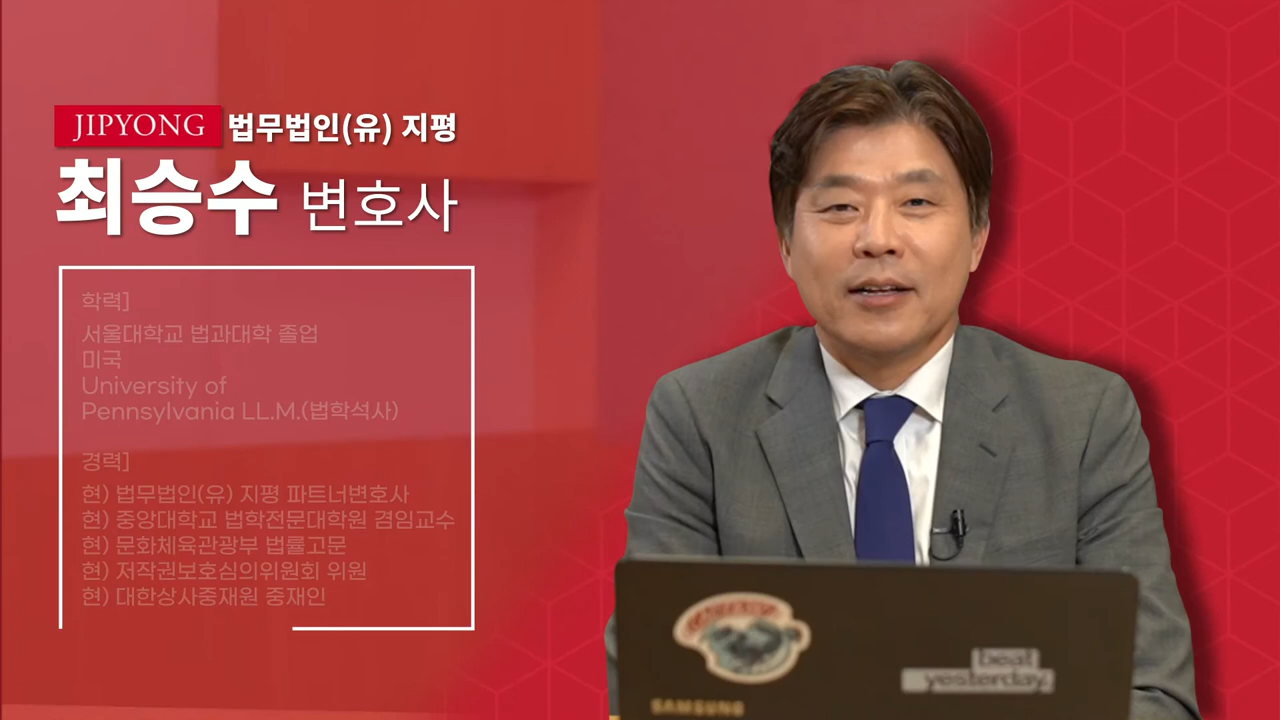 JIPYONG 법무법인(유) 지평
최승수 변호사
학력]
서울대학교 법과대학 졸업
미국
University of
Pennsylvania LL.M.(법학석사)
경력]
현) 법무법인(유) 지평 파트너변호사
현) 중앙대학교 법학전문대학원 겸임교수
현) 문화체육관광부 법률고문
현) 저작권보호심의위원회 위원
현) 대한상사중재원 중재인
beat
yesterday.
SAMSUNG